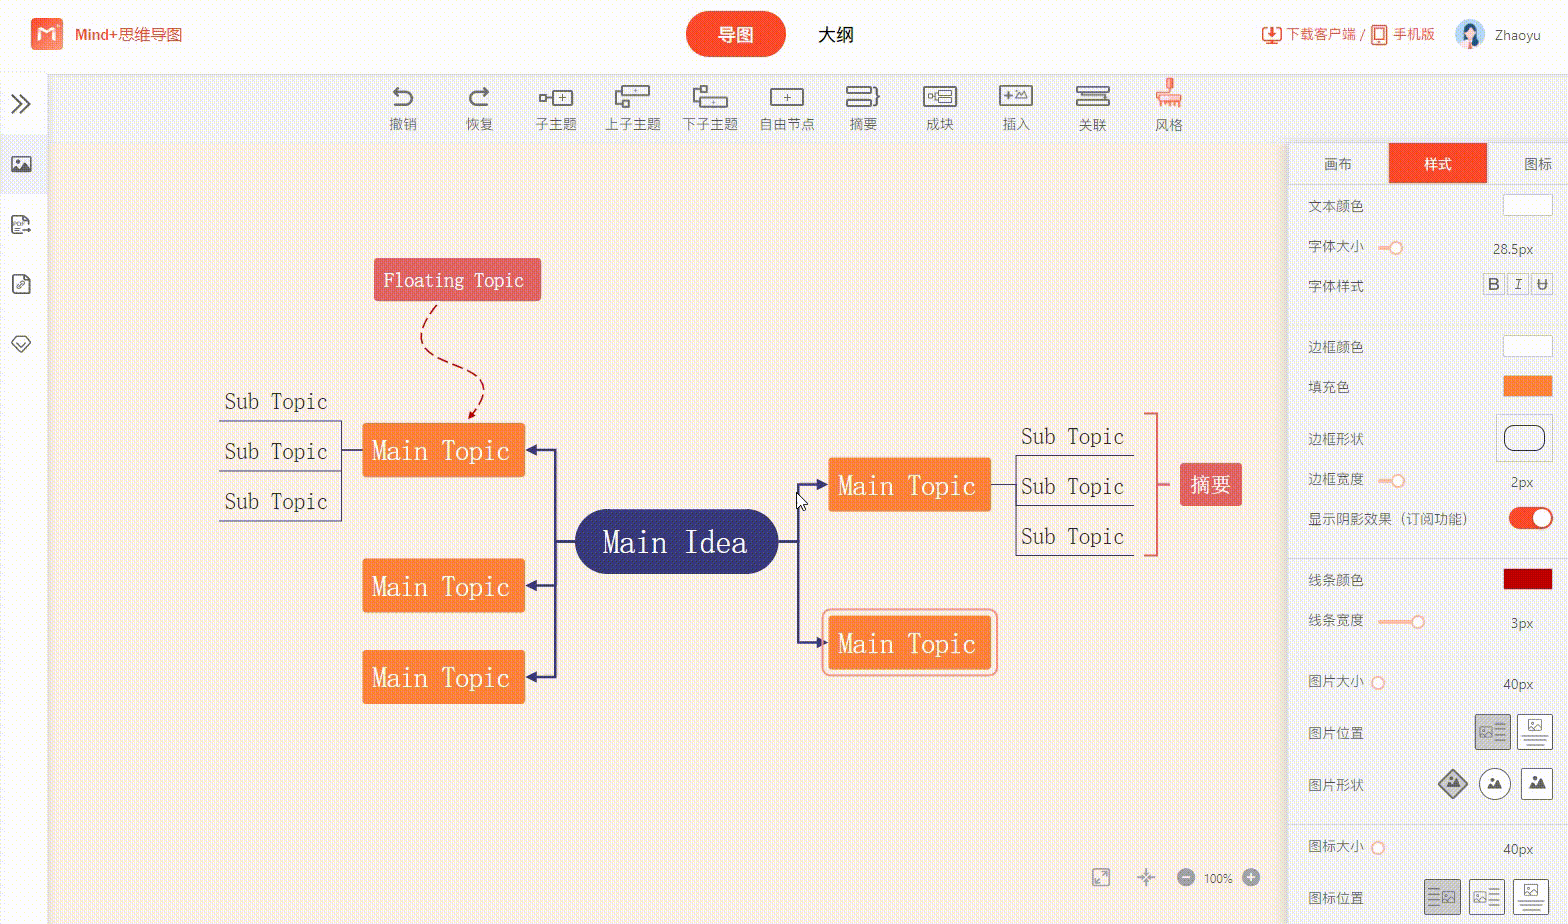 Mind+思维导图
导图
大纲
下载客户端 / 手机版
Zhaoyu
撤销
恢复
子主题
上子主题
下子主题
自由节点
摘要
成块
插入
关联
风格
画布
样式
图标
文本颜色
字体大小
28.5px
字体样式
B I U
边框颜色
填充色
边框形状
边框宽度
2px
显示阴影效果（订阅功能）
线条颜色
线条宽度
3px
图片大小
40px
图片位置
图片形状
图标大小
40px
图标位置
Floating Topic
Sub Topic
Sub Topic
Sub Topic
Main Topic
Main Topic
Main Topic
Main Idea
Main Topic
Sub Topic
Sub Topic
Sub Topic
摘要
Main Topic
100%
PDF